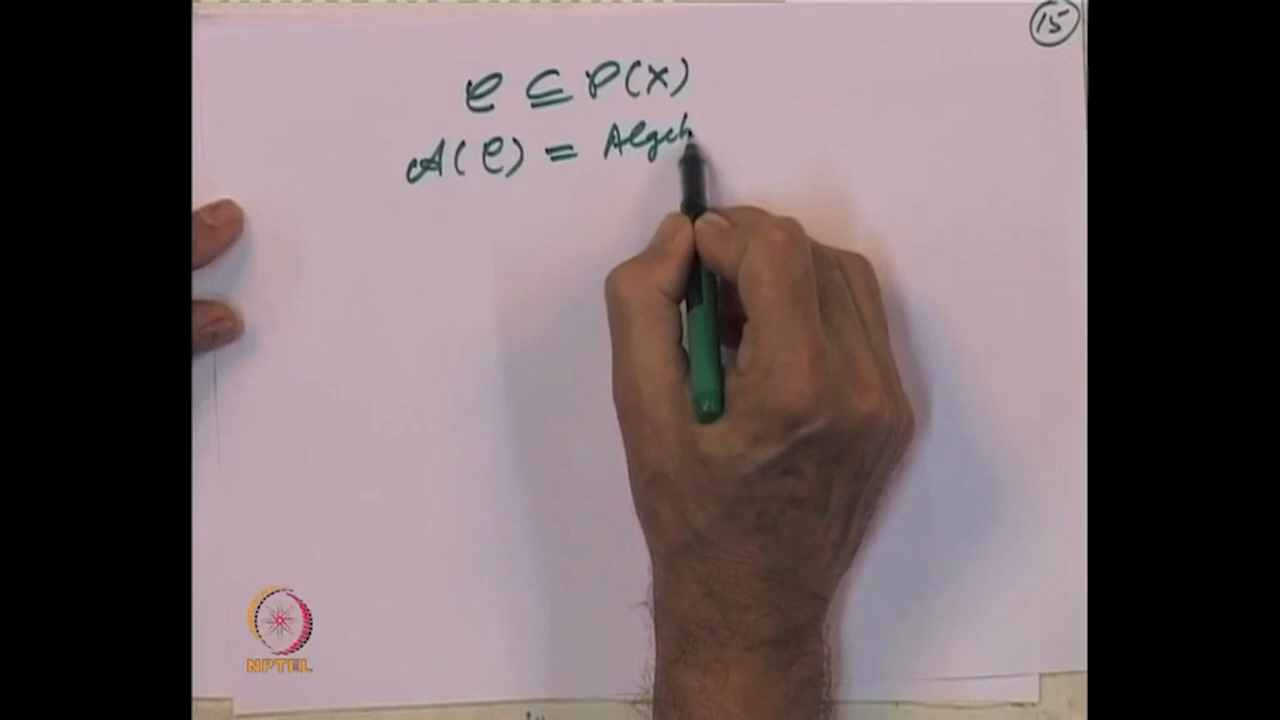 15
C ⊆ P(X)
A(C) = Algeb
NPTEL